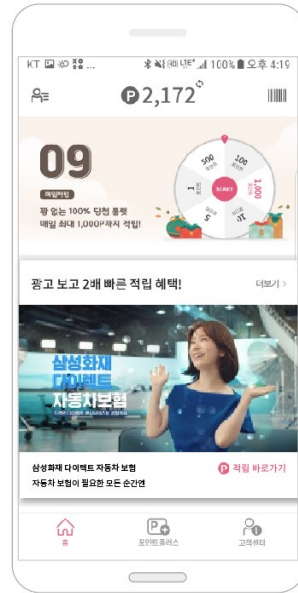 KT
LTE 100% 오후 4:19
P 2,172
09
매일적립
꽝 없는 100% 당첨 룰렛
매일 최대 1,000P까지 적립!
500
100
1,000
10
5
1
START
광고 보고 2배 빠른 적립 혜택!
더보기 >
삼성화재
다이렉트
자동차보험
삼성화재 다이렉트 자동차 보험
P 적립 바로가기
자동차 보험이 필요한 모든 순간엔
홈
포인트플러스
고객센터